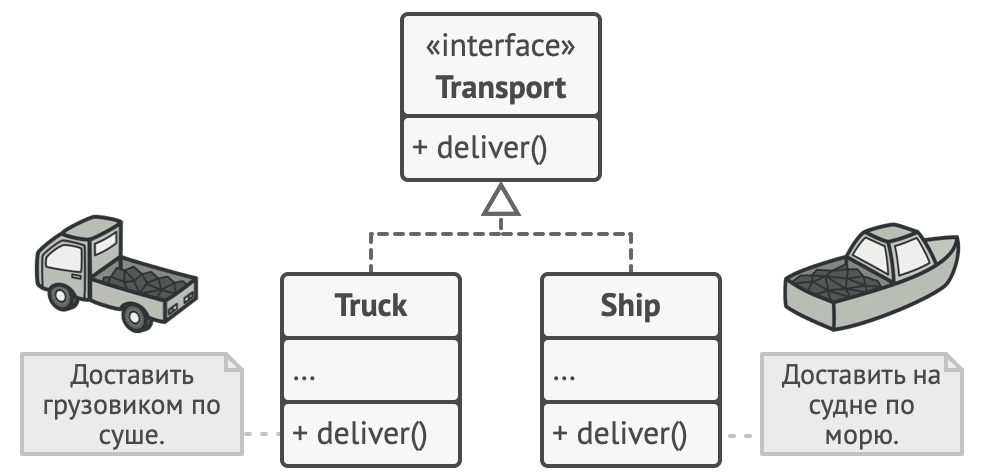 «interface»
Transport
+ deliver()
Truck
...
+ deliver()
Ship
...
+ deliver()
Доставить
грузовиком по
суше.
Доставить на
судне по
морю.